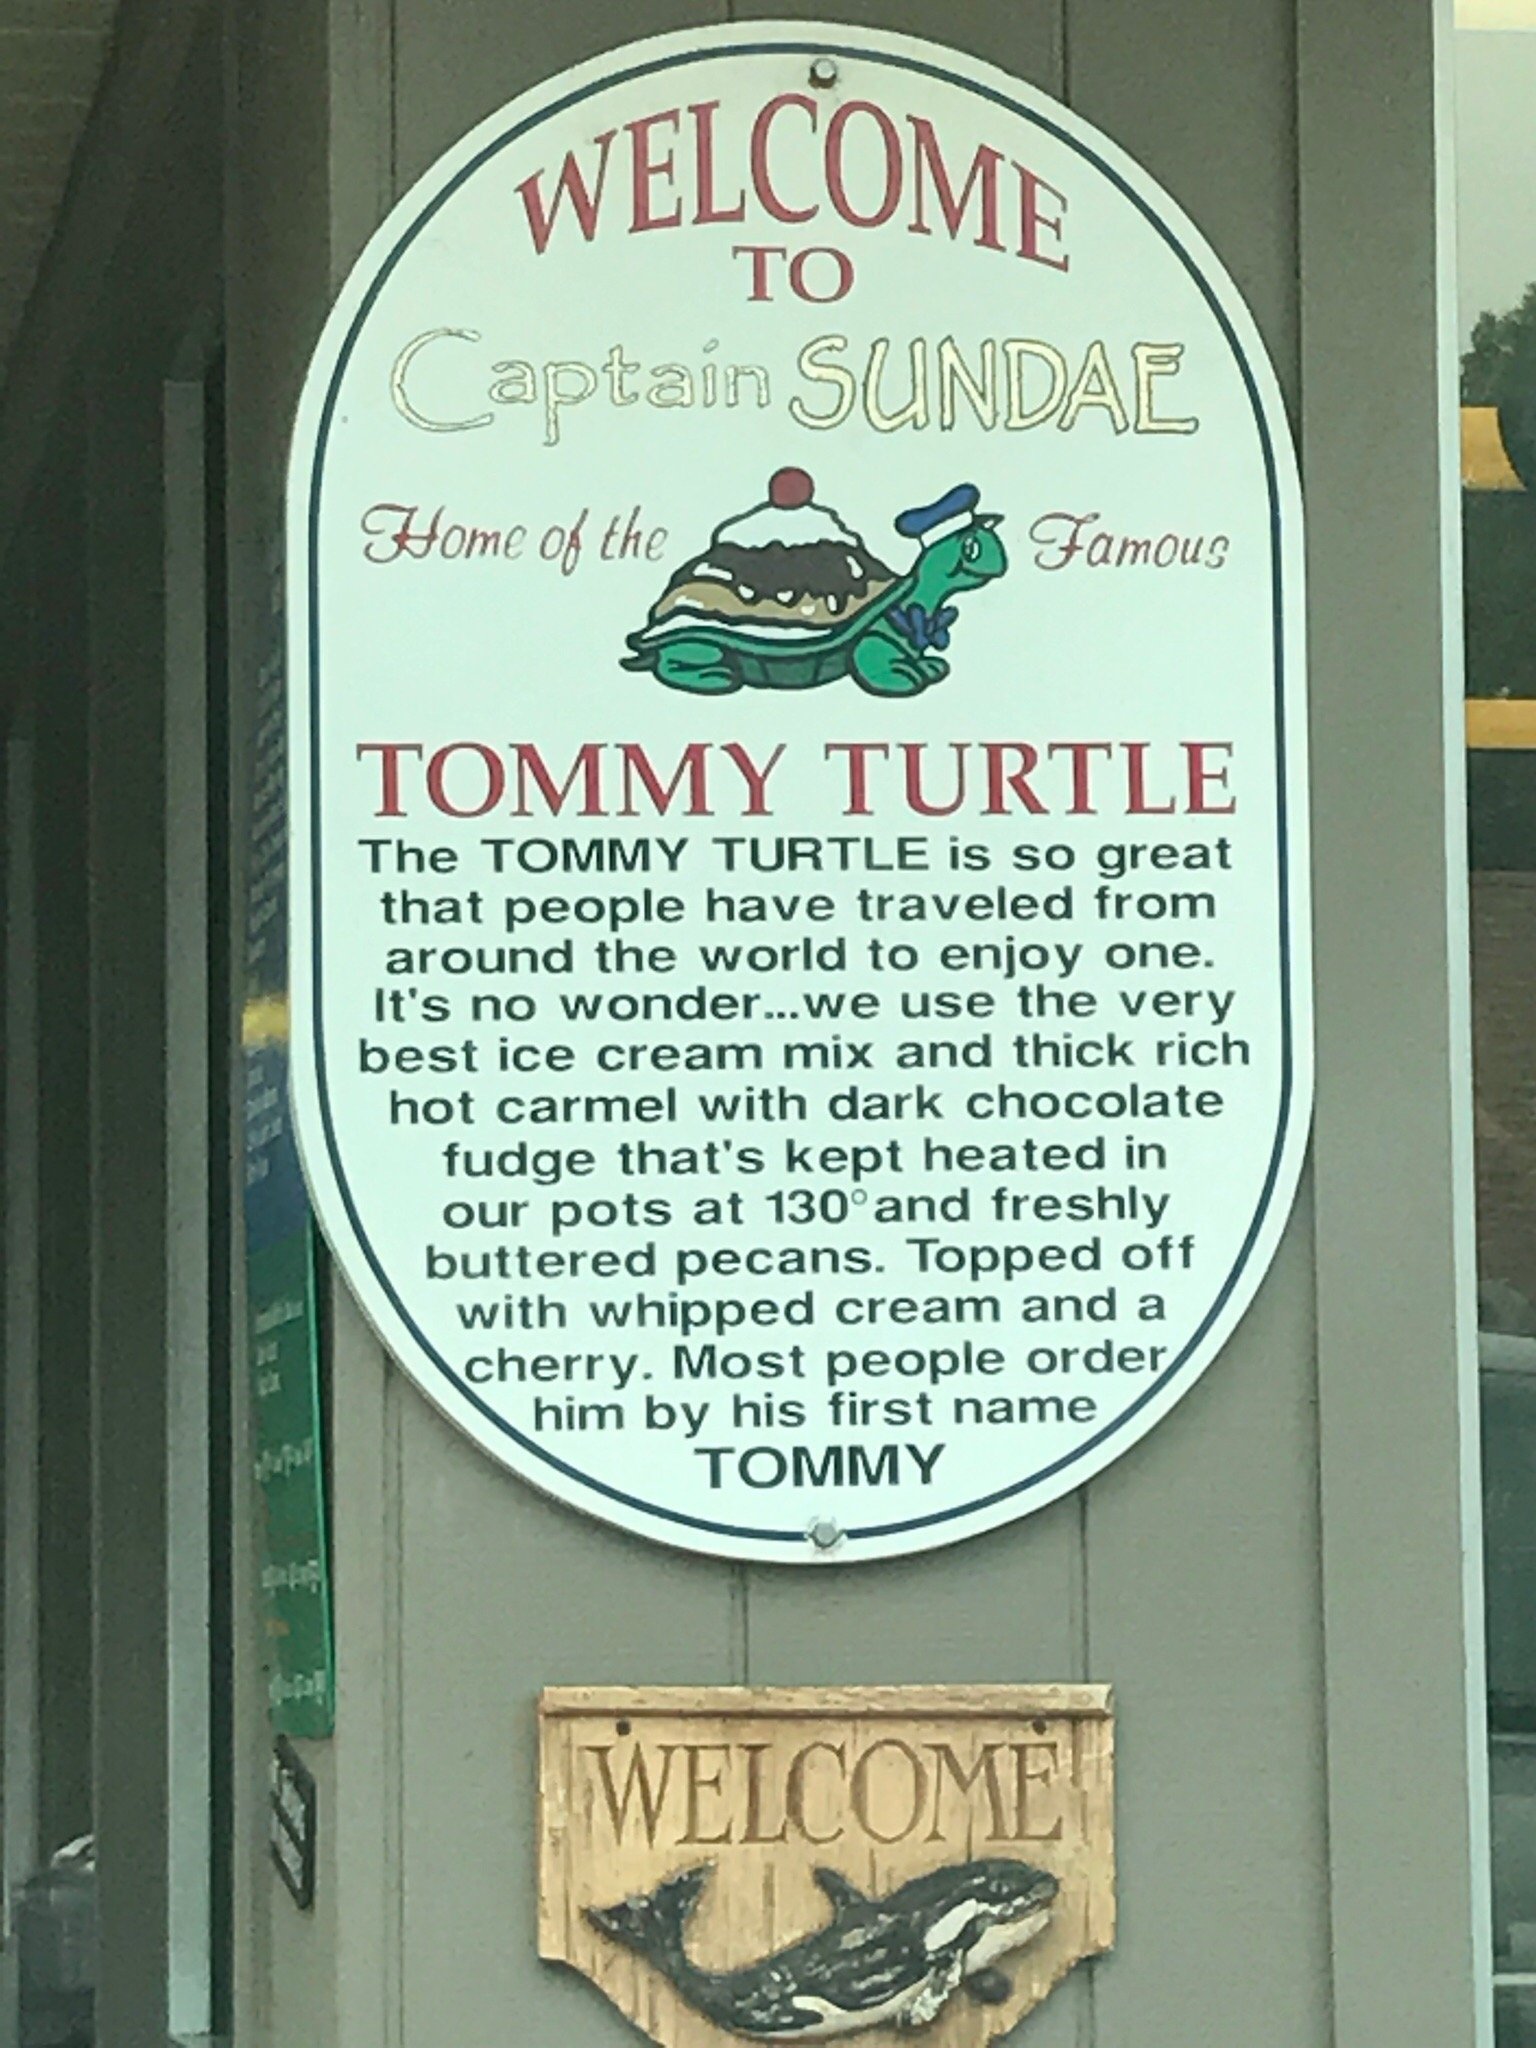 WELCOME
TO
Captain SUNDAE
Home of the Famous
TOMMY TURTLE
The TOMMY TURTLE is so great
that people have traveled from
around the world to enjoy one.
It's no wonder...we use the very
best ice cream mix and thick rich
hot carmel with dark chocolate
fudge that's kept heated in
our pots at 130° and freshly
buttered pecans. Topped off
with whipped cream and a
cherry. Most people order
him by his first name
TOMMY
WELCOME